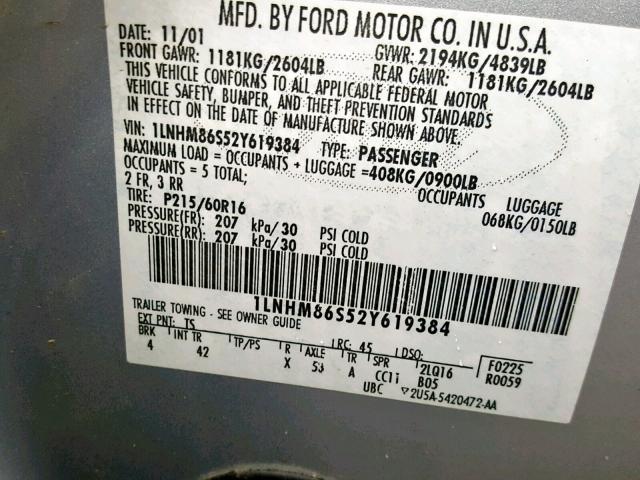 MFD. BY FORD MOTOR CO. IN U.S.A.
DATE: 11/01 GVWR: 2194KG/4839LB
FRONT GAWR: 1181KG/2604LB REAR GAWR: 1181KG/2604LB
THIS VEHICLE CONFORMS TO ALL APPLICABLE FEDERAL MOTOR
VEHICLE SAFETY, BUMPER, AND THEFT PREVENTION STANDARDS
IN EFFECT ON THE DATE OF MANUFACTURE SHOWN ABOVE.
VIN: 1LNHM86S52Y619384 TYPE: PASSENGER
MAXIMUM LOAD = OCCUPANTS + LUGGAGE = 408KG/0900LB
OCCUPANTS = 5 TOTAL; OCCUPANTS LUGGAGE
2 FR, 3 RR 068KG/0150LB
TIRE: P215/60R16
PRESSURE(FR): 207 kPa/30 PSI COLD
PRESSURE(RR): 207 kPa/30 PSI COLD
1LNHM86S52Y619384
TRAILER TOWING - SEE OWNER GUIDE
EXT PNT: TS RC: 45 DSO:
BRK INT TR TP/PS R AXLE TR SPR 2LQ16 F0225
4 42 X A CC11 B05 R0059
UBC 2U5A-5420472-AA